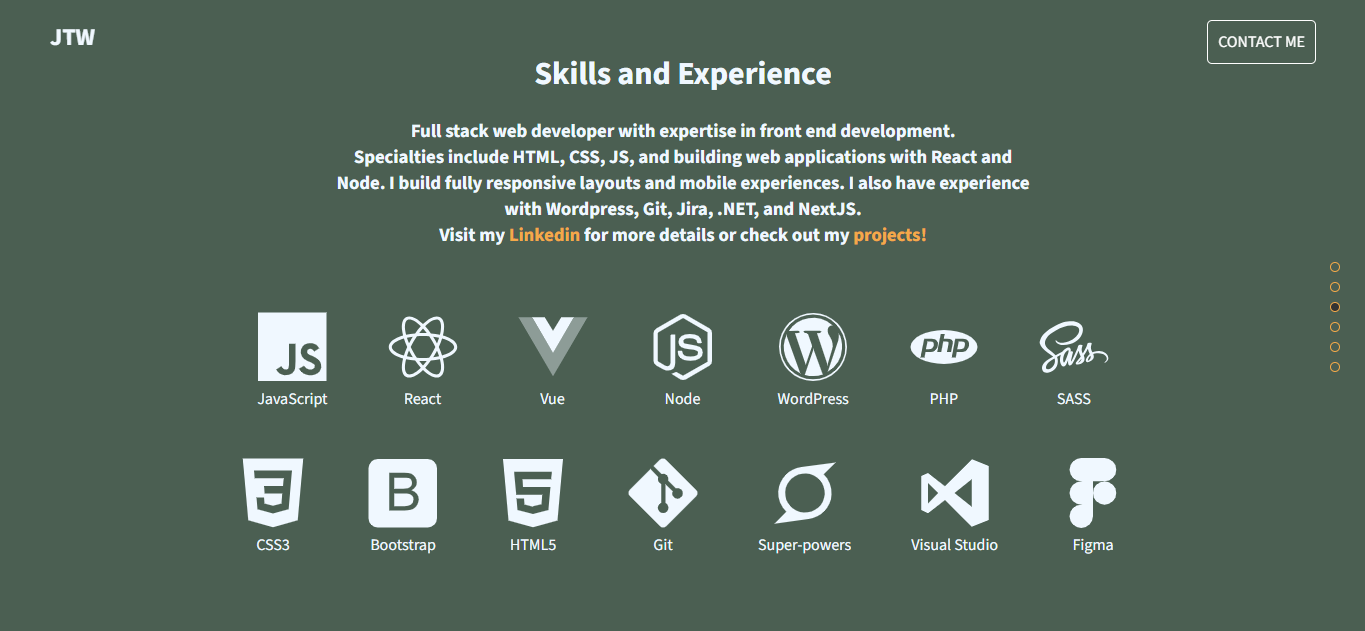 JTW
CONTACT ME
Skills and Experience
Full stack web developer with expertise in front end development.
Specialties include HTML, CSS, JS, and building web applications with React and
Node. I build fully responsive layouts and mobile experiences. I also have experience
with Wordpress, Git, Jira, .NET, and NextJS.
Visit my Linkedin for more details or check out my projects!
JS JS php Sass
JavaScript React Vue Node WordPress PHP SASS
3 B 5
CSS3 Bootstrap HTML5 Git Super-powers Visual Studio Figma